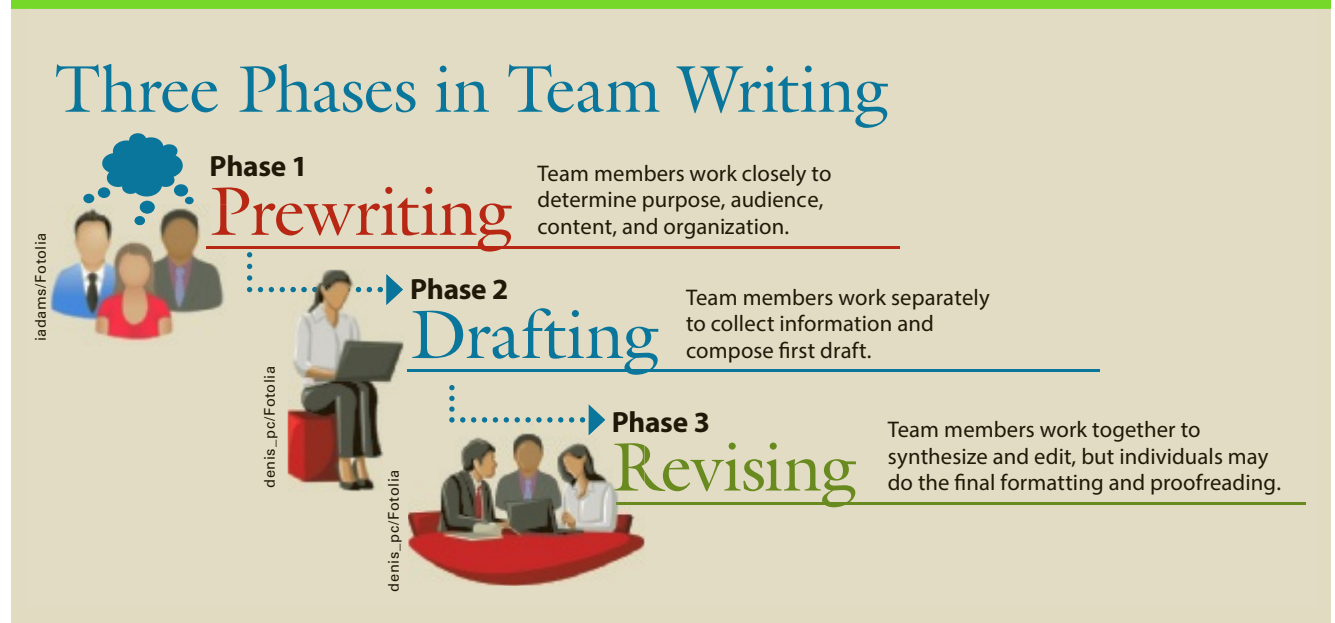 Three Phases in Team Writing
Phase 1
Prewriting
Team members work closely to
determine purpose, audience,
content, and organization.
iadams/Fotolia
Phase 2
Drafting
Team members work separately
to collect information and
compose first draft.
denis_pc/Fotolia
Phase 3
Revising
Team members work together to
synthesize and edit, but individuals may
do the final formatting and proofreading.
denis_pc/Fotolia